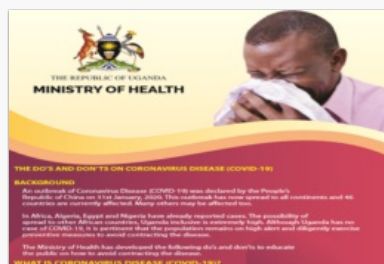 THE REPUBLIC OF UGANDA
MINISTRY OF HEALTH
THE DO'S AND DON'TS ON CORONAVIRUS DISEASE (COVID-19)
BACKGROUND
An outbreak of Coronavirus Disease (COVID-19) was declared by the People's
Republic of China on 31st January, 2020. This outbreak has now spread to all continents and 46
countries are currently affected. Many others may be affected too.
In Africa, Algeria, Egypt and Nigeria have already reported cases. The possibility of
spread to other African countries, Uganda inclusive is extremely high. Although Uganda has no
case of COVID-19, it is pertinent that the population remains on high alert and diligently exercise
preventive measures to avoid contracting the disease.
The Ministry of Health has developed the following do's and don'ts to educate
the public on how to avoid contracting the disease.
WHAT IS CORONAVIRUS DISEASE (COVID-19)?